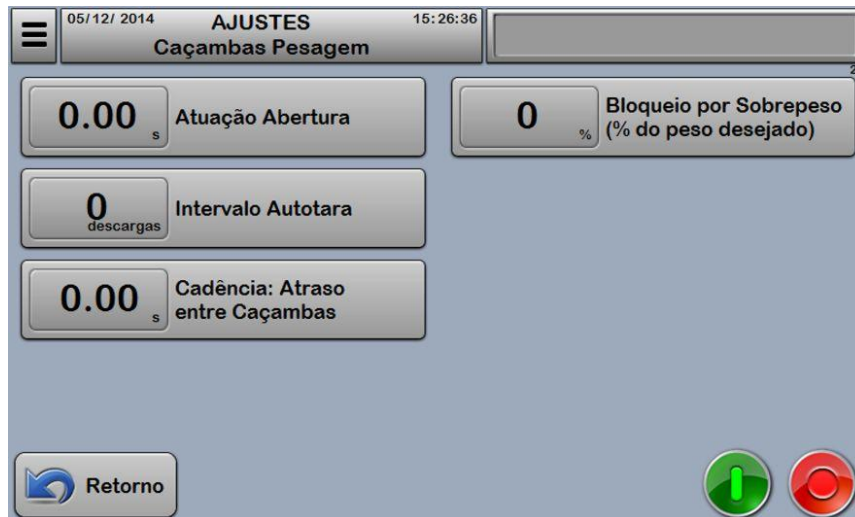 05/12/ 2014
AJUSTES
15:26:36
Caçambas Pesagem
2
0.00
s
Atuação Abertura
0
%
Bloqueio por Sobrepeso
(% do peso desejado)
0
descargas
Intervalo Autotara
0.00
s
Cadência: Atraso
entre Caçambas
Retorno